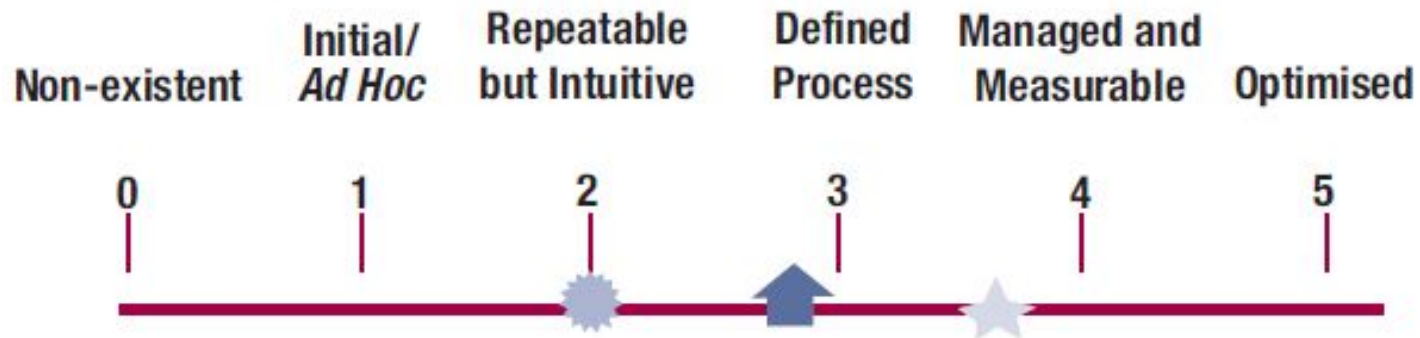 Non-existent
Initial/
Ad Hoc
Repeatable
but Intuitive
Defined
Process
Managed and
Measurable
Optimised
0 1 2 3 4 5